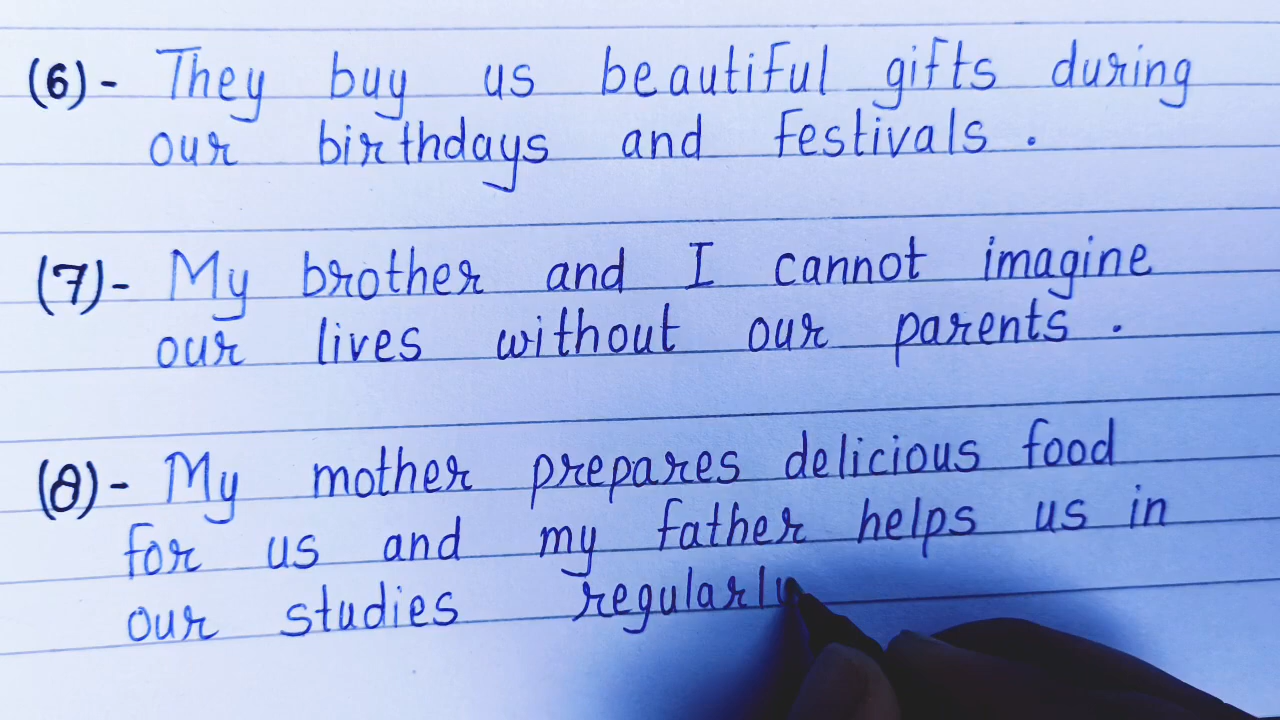 (6)- They buy us beautiful gifts during
our birthdays and festivals.
(7)- My brother and I cannot imagine
our lives without our parents.
(8)- My mother prepares delicious food
for us and my father helps us in
our studies regularly